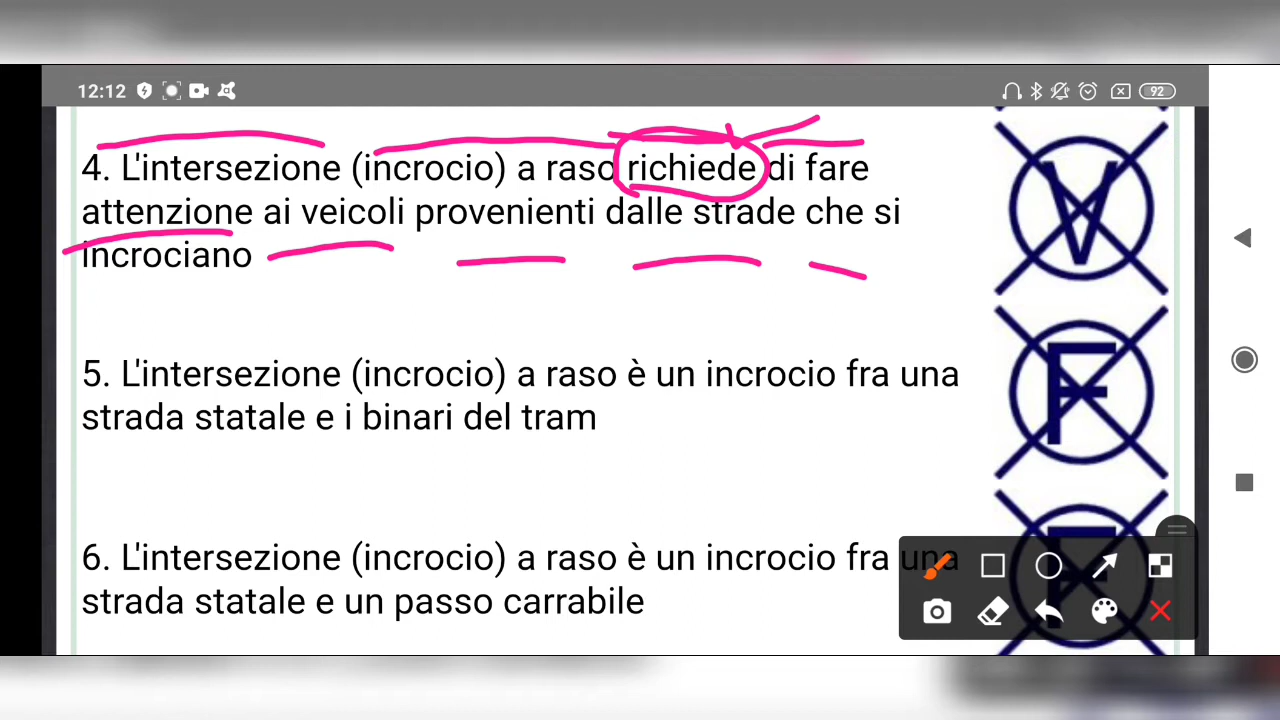 12:12
92
4. L'intersezione (incrocio) a raso richiede di fare
attenzione ai veicoli provenienti dalle strade che si
incrociano
V
5. L'intersezione (incrocio) a raso è un incrocio fra una
strada statale e i binari del tram
F
6. L'intersezione (incrocio) a raso è un incrocio fra una
strada statale e un passo carrabile
F